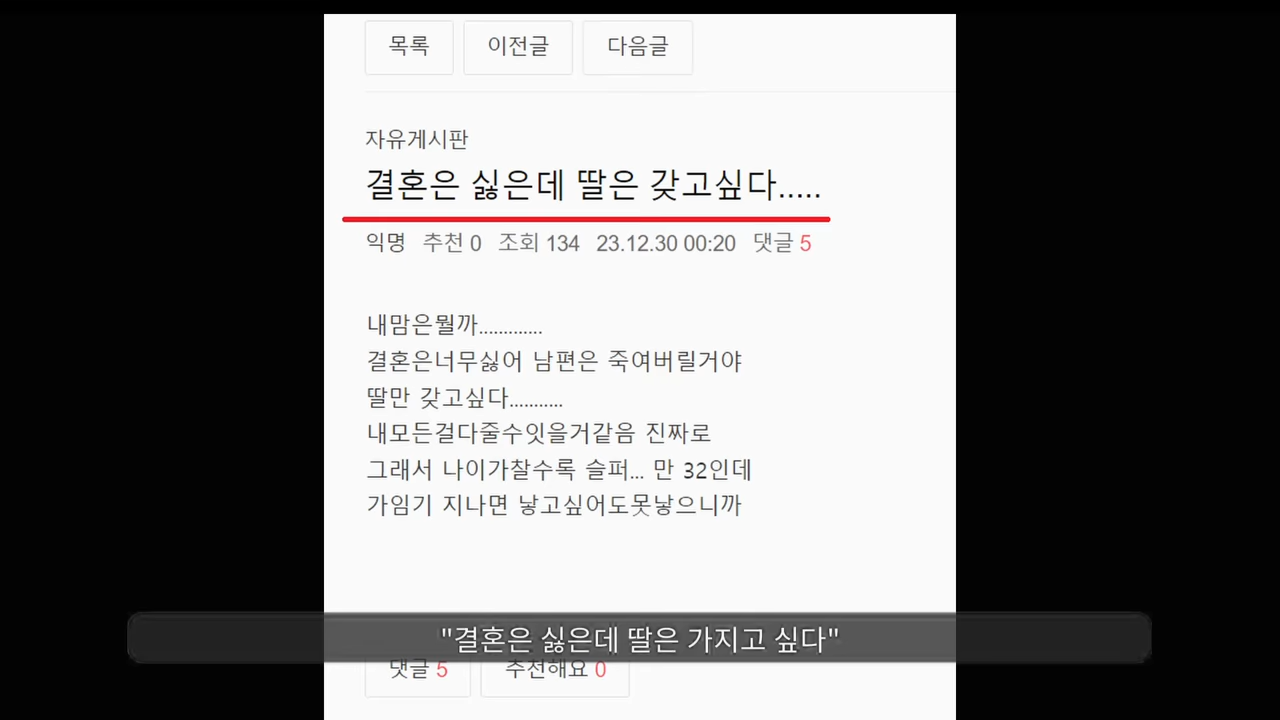 목록 이전글 다음글
자유게시판
결혼은 싫은데 딸은 갖고싶다.....
익명 추천 0 조회 134 23.12.30 00:20 댓글 5
내맘은뭘까.............
결혼은너무싫어 남편은 죽여버릴거야
딸만 갖고싶다...........
내모든걸다줄수잇을거같음 진짜로
그래서 나이가찰수록 슬퍼... 만 32인데
가임기 지나면 낳고싶어도못낳으니까
"결혼은 싫은데 딸은 가지고 싶다"
댓글 5 추천해요 0